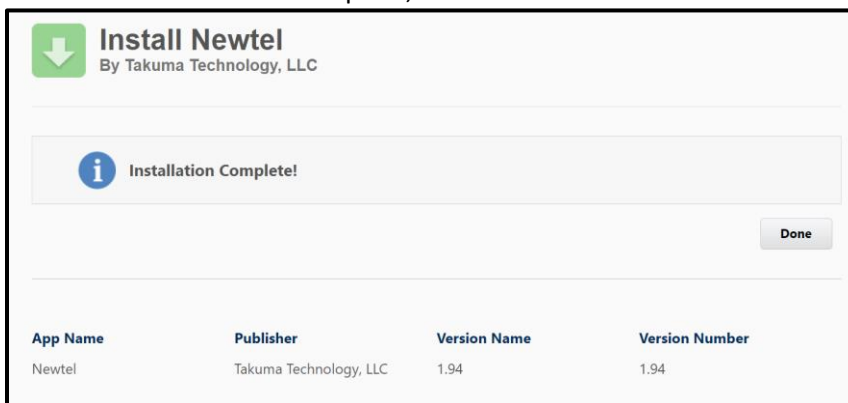 Install Newtel
By Takuma Technology, LLC
Installation Complete!
Done
App Name Publisher Version Name Version Number
Newtel Takuma Technology, LLC 1.94 1.94